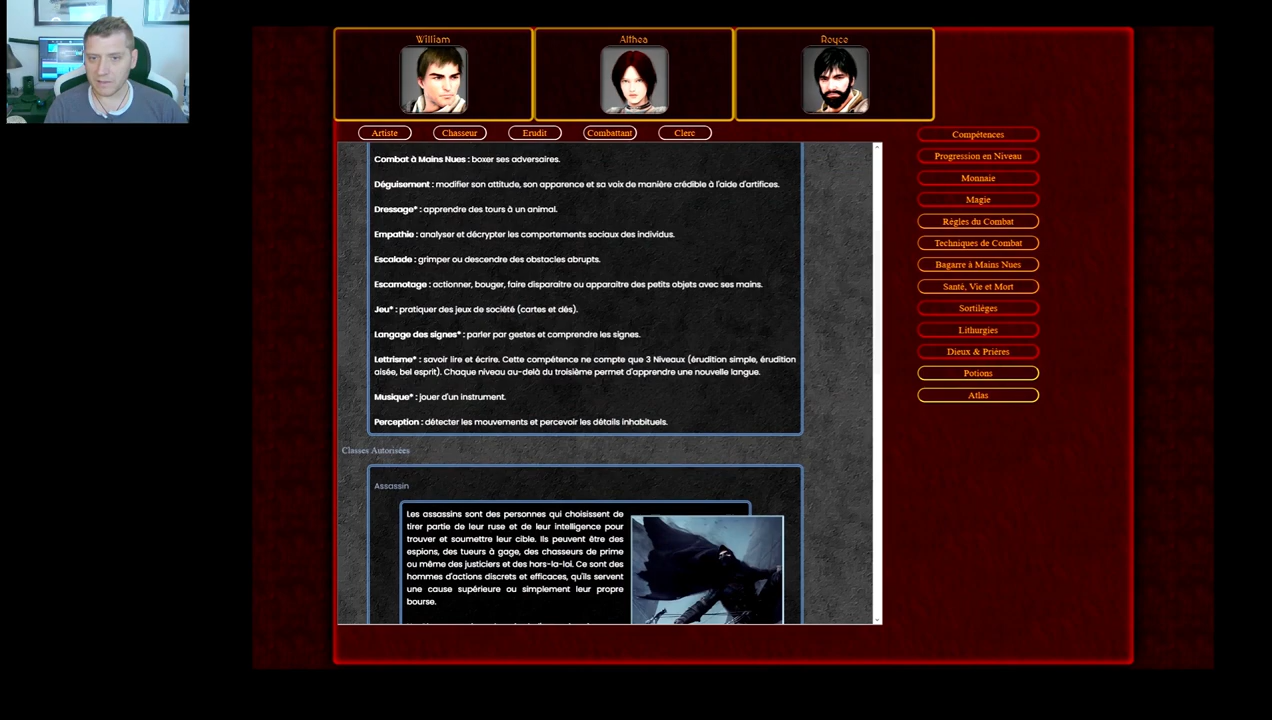 William
Althea
Royce
Artiste
Chasseur
Erudit
Combattant
Clerc
Combat à Mains Nues : boxer ses adversaires.
Déguisement : modifier son attitude, son apparence et sa voix de manière crédible à l'aide d'artifices.
Dressage* : apprendre des tours à un animal.
Empathie : analyser et décrypter les comportements sociaux des individus.
Escalade : grimper ou descendre des obstacles abrupts.
Escamotage : actionner, bouger, faire disparaitre ou apparaître des petits objets avec ses mains.
Jeu* : pratiquer des jeux de société (cartes et dés).
Langage des signes* : parler par gestes et comprendre les signes.
Lettrisme* : savoir lire et écrire. Cette compétence ne compte que 3 Niveaux (érudition simple, érudition
aisée, bel esprit). Chaque niveau au-delà du troisième permet d'apprendre une nouvelle langue.
Musique* : jouer d'un instrument.
Perception : détecter les mouvements et percevoir les détails inhabituels.
Classes Autorisées
Assassin
Les assassins sont des personnes qui choisissent de
tirer partie de leur ruse et de leur intelligence pour
trouver et soumettre leur cible. Ils peuvent être des
espions, des tueurs à gage, des chasseurs de prime
ou même des justiciers et des hors-la-loi. Ce sont des
hommes d'actions discrets et efficaces, qu'ils servent
une cause supérieure ou simplement leur propre
bourse.
Compétences
Progression en Niveau
Monnaie
Magie
Règles du Combat
Techniques de Combat
Bagarre à Mains Nues
Santé, Vie et Mort
Sortilèges
Lithurgies
Dieux & Prières
Potions
Atlas